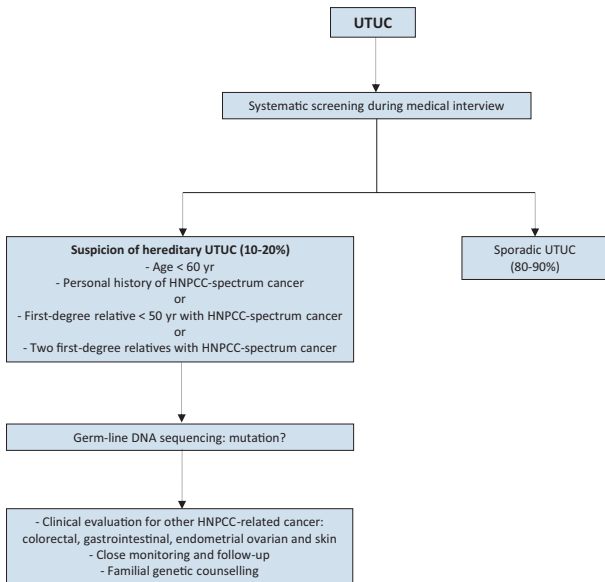 UTUC
Systematic screening during medical interview
Suspicion of hereditary UTUC (10-20%)
- Age < 60 yr
- Personal history of HNPCC-spectrum cancer
or
- First-degree relative < 50 yr with HNPCC-spectrum cancer
or
- Two first-degree relatives with HNPCC-spectrum cancer
Sporadic UTUC
(80-90%)
Germ-line DNA sequencing: mutation?
- Clinical evaluation for other HNPCC-related cancer:
colorectal, gastrointestinal, endometrial ovarian and skin
- Close monitoring and follow-up
- Familial genetic counselling